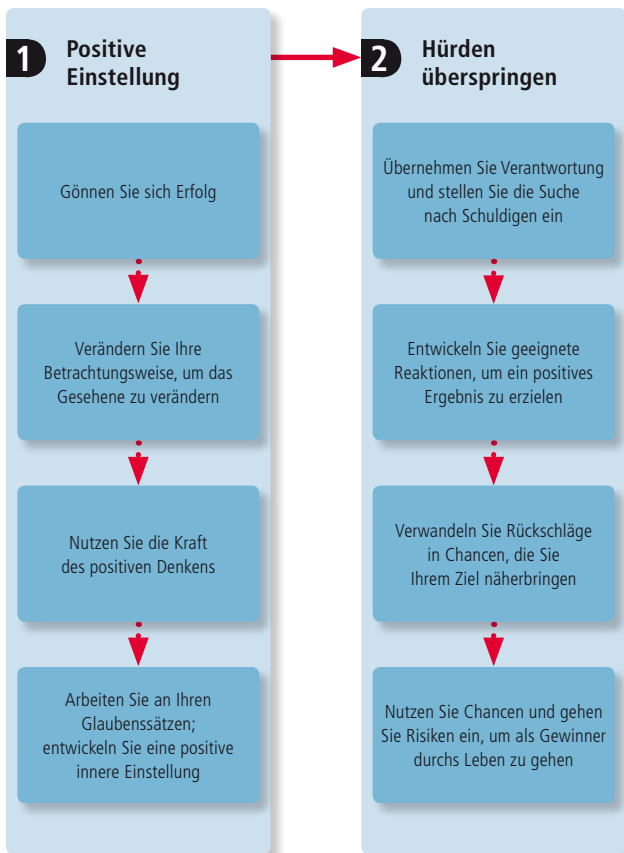 1
Positive
Einstellung
Gönnen Sie sich Erfolg
Verändern Sie Ihre
Betrachtungsweise, um das
Gesehene zu verändern
Nutzen Sie die Kraft
des positiven Denkens
Arbeiten Sie an Ihren
Glaubenssätzen;
entwickeln Sie eine positive
innere Einstellung
2
Hürden
überspringen
Übernehmen Sie Verantwortung
und stellen Sie die Suche
nach Schuldigen ein
Entwickeln Sie geeignete
Reaktionen, um ein positives
Ergebnis zu erzielen
Verwandeln Sie Rückschläge
in Chancen, die Sie
Ihrem Ziel näherbringen
Nutzen Sie Chancen und gehen
Sie Risiken ein, um als Gewinner
durchs Leben zu gehen